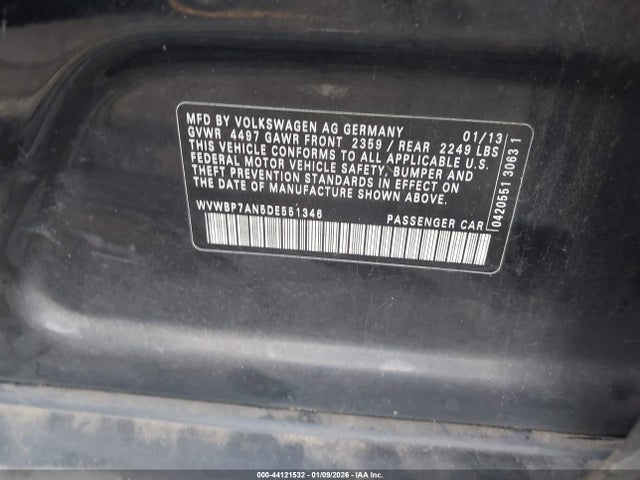 MFD BY VOLKSWAGEN AG GERMANY 01/13
GVWR 4497 GAWR FRONT 2359 / REAR 2249 LBS
THIS VEHICLE CONFORMS TO ALL APPLICABLE U.S.
FEDERAL MOTOR VEHICLE SAFETY, BUMPER AND
THEFT PREVENTION STANDARDS IN EFFECT ON THE
DATE OF MANUFACTURE SHOWN ABOVE.
WVWBP7AN5DE551346 PASSENGER CAR
0420551 3063 1
000-44121532 - 01/09/2026 - IAA Inc.